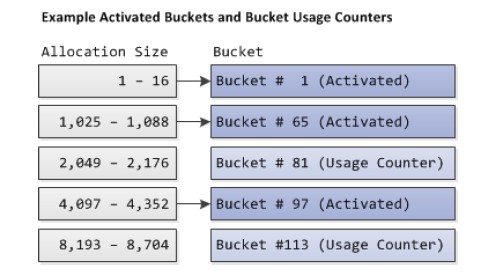 Example Activated Buckets and Bucket Usage Counters
Allocation Size Bucket
1 – 16 Bucket # 1 (Activated)
1,025 – 1,088 Bucket # 65 (Activated)
2,049 – 2,176 Bucket # 81 (Usage Counter)
4,097 – 4,352 Bucket # 97 (Activated)
8,193 – 8,704 Bucket #113 (Usage Counter)